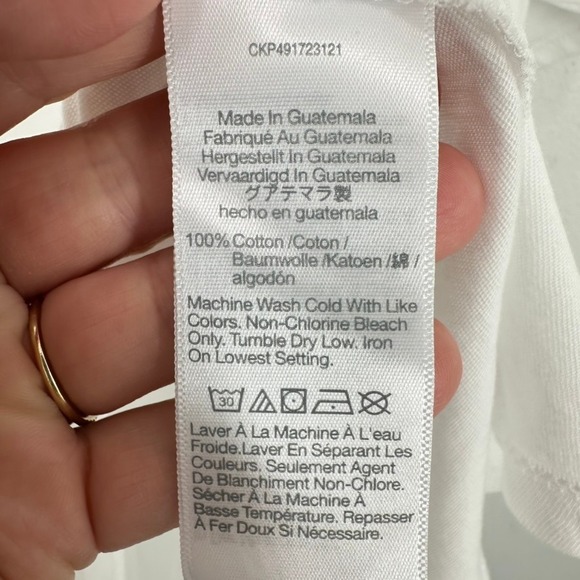 CKP491723121
Made In Guatemala
Fabriqué Au Guatemala
Hergestellt In Guatemala
Vervaardigd In Guatemala
グアテマラ製
hecho en guatemala
100% Cotton /Coton /
Baumwolle /Katoen /綿 /
algodón
Machine Wash Cold With Like
Colors. Non-Chlorine Bleach
Only. Tumble Dry Low. Iron
On Lowest Setting.
30
Laver À La Machine À L'eau
Froide.Laver En Séparant Les
Couleurs. Seulement Agent
De Blanchiment Non-Chlore.
Sécher À La Machine À
Basse Température. Repasser
À Fer Doux Si Nécessaire.